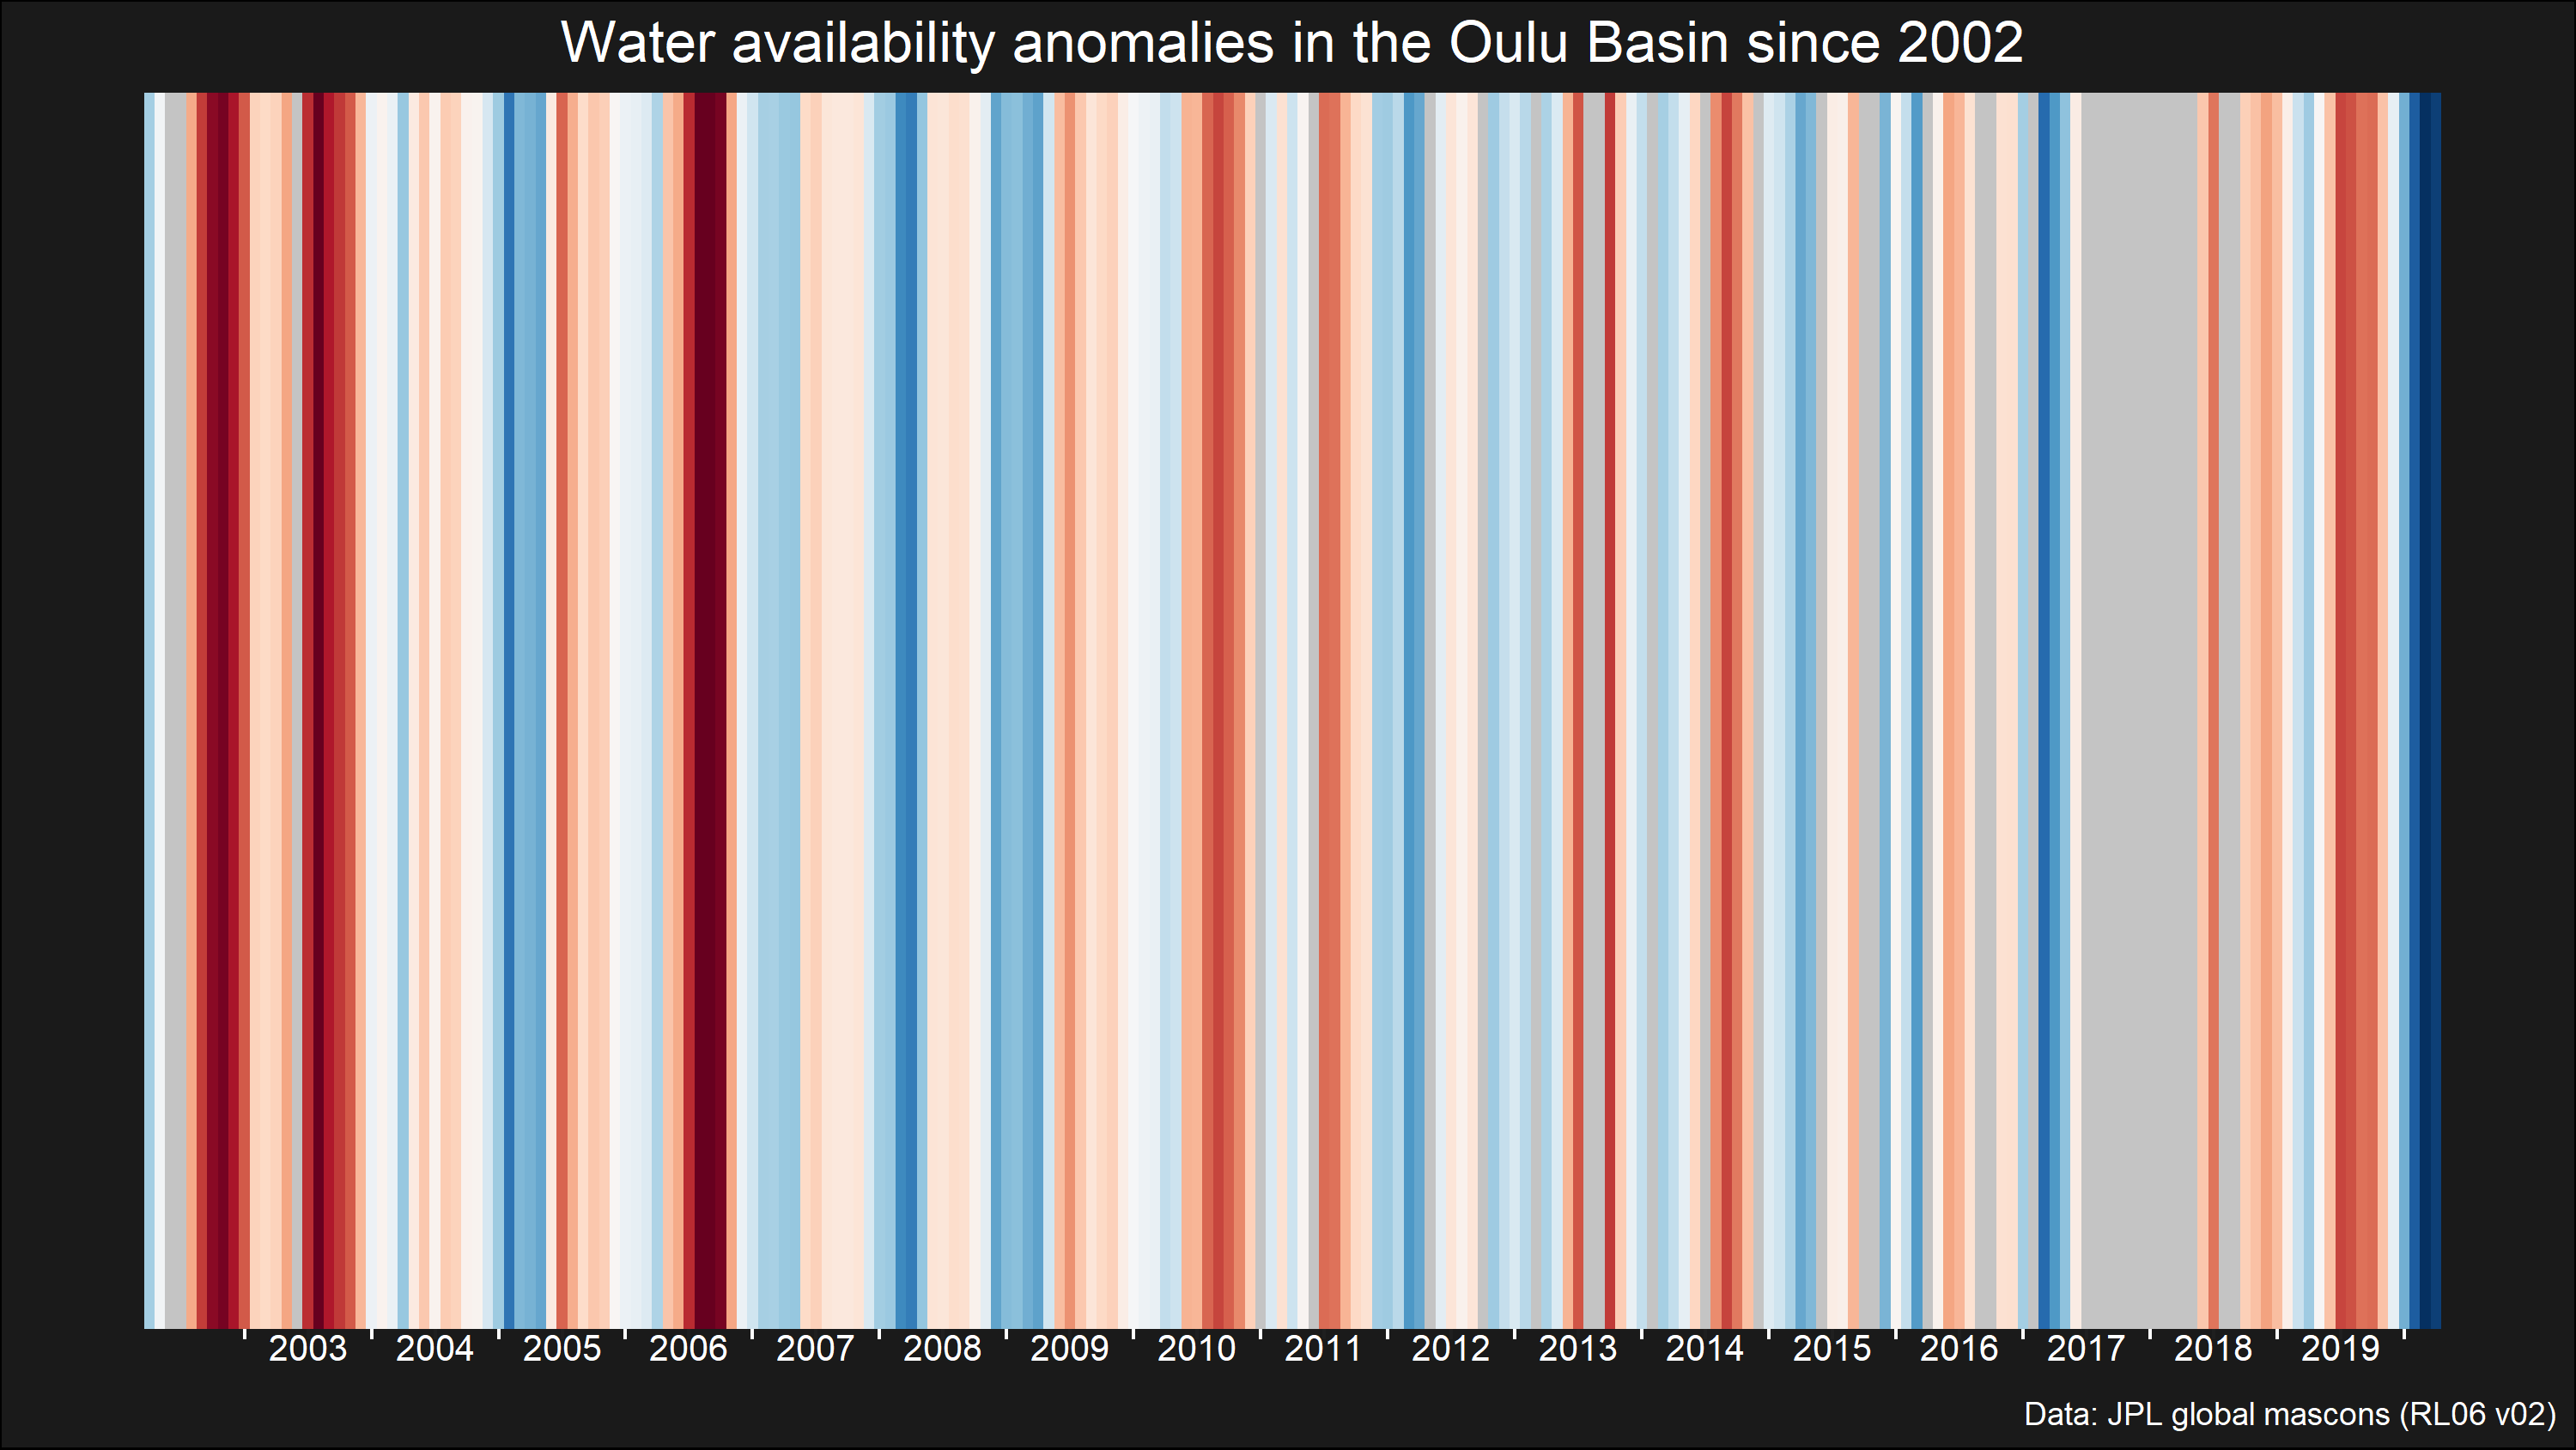 Water availability anomalies in the Oulu Basin since 2002
2003 2004 2005 2006 2007 2008 2009 2010 2011 2012 2013 2014 2015 2016 2017 2018 2019
Data: JPL global mascons (RL06 v02)